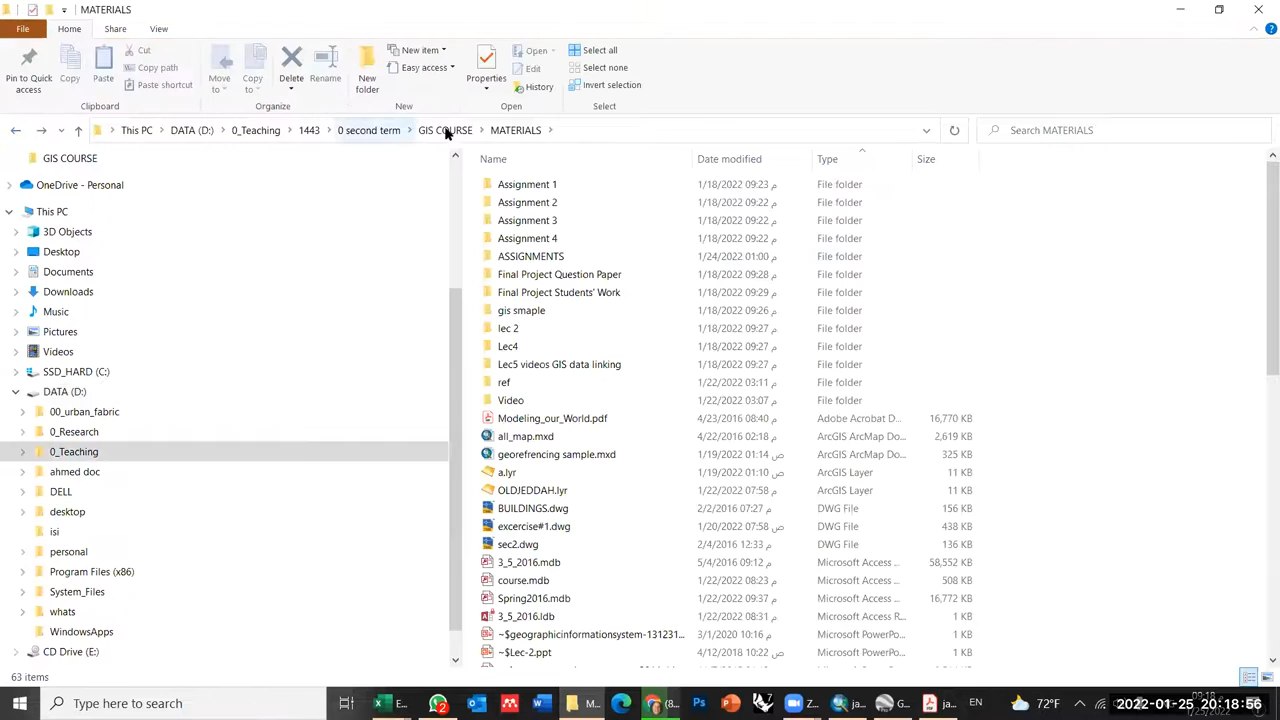 MATERIALS
File Home Share View
Pin to Quick access
Copy
Paste
Cut
Copy path
Paste shortcut
Clipboard
Move to
Copy to
Delete
Rename
Organize
New folder
New item
Easy access
New
Properties
Open
Edit
History
Open
Select all
Select none
Invert selection
Select
This PC > DATA (D:) > 0_Teaching > 1443 > 0 second term > GIS COURSE > MATERIALS >
Search MATERIALS
GIS COURSE
OneDrive - Personal
This PC
3D Objects
Desktop
Documents
Downloads
Music
Pictures
Videos
SSD_HARD (C:)
DATA (D:)
00_urban_fabric
0_Research
0_Teaching
ahmed doc
DELL
desktop
isi
personal
Program Files (x86)
System_Files
whats
WindowsApps
CD Drive (E:)
Name Date modified Type Size
Assignment 1 1/18/2022 09:23 م File folder
Assignment 2 1/18/2022 09:22 م File folder
Assignment 3 1/18/2022 09:22 م File folder
Assignment 4 1/18/2022 09:22 م File folder
ASSIGNMENTS 1/24/2022 01:00 م File folder
Final Project Question Paper 1/18/2022 09:28 م File folder
Final Project Students' Work 1/18/2022 09:29 م File folder
gis smaple 1/18/2022 09:26 م File folder
lec 2 1/18/2022 09:27 م File folder
Lec4 1/18/2022 09:27 م File folder
Lec5 videos GIS data linking 1/18/2022 09:27 م File folder
ref 1/22/2022 03:11 م File folder
Video 1/22/2022 03:07 م File folder
Modeling_our_World.pdf 4/23/2016 08:40 م Adobe Acrobat D... 16,770 KB
all_map.mxd 4/22/2016 02:18 م ArcGIS ArcMap Do... 2,619 KB
georefrencing sample.mxd 1/19/2022 01:14 ص ArcGIS ArcMap Do... 325 KB
a.lyr 1/19/2022 01:10 ص ArcGIS Layer 11 KB
OLDJEDDAH.lyr 1/22/2022 07:58 م ArcGIS Layer 11 KB
BUILDINGS.dwg 2/2/2016 07:27 م DWG File 156 KB
excercise#1.dwg 1/20/2022 07:58 ص DWG File 438 KB
sec2.dwg 2/4/2016 12:33 م DWG File 136 KB
3_5_2016.mdb 5/4/2016 09:12 م Microsoft Access ... 58,552 KB
course.mdb 1/22/2022 08:23 م Microsoft Access ... 508 KB
Spring2016.mdb 1/22/2022 09:37 م Microsoft Access ... 16,772 KB
3_5_2016.ldb 1/22/2022 08:31 م Microsoft Access R... 1 KB
~$geographicinformationsystem-131231... 3/1/2020 10:16 م Microsoft PowerPo... 1 KB
~$Lec-2.ppt 4/12/2018 10:22 ص Microsoft PowerPo... 1 KB
63 items
Type here to search
E... 2 M... (8... Z... ja... G... ja... EN 72°F
2022-01-25 20:18:56